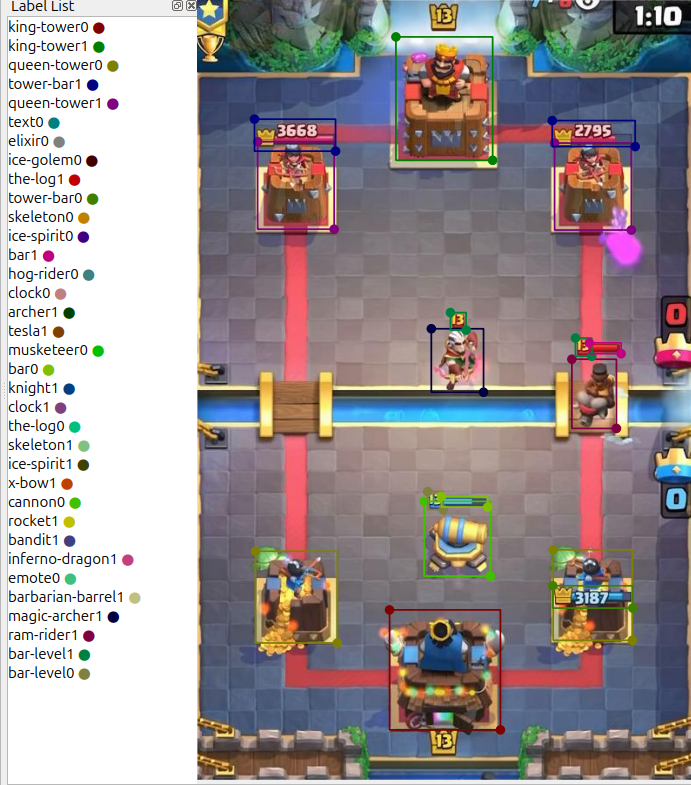 Label List
king-tower0
king-tower1
queen-tower0
tower-bar1
queen-tower1
text0
elixir0
ice-golem0
the-log1
tower-bar0
skeleton0
ice-spirit0
bar1
hog-rider0
clock0
archer1
tesla1
musketeer0
bar0
knight1
clock1
the-log0
skeleton1
ice-spirit1
x-bow1
cannon0
rocket1
bandit1
inferno-dragon1
emote0
barbarian-barrel1
magic-archer1
ram-rider1
bar-level1
bar-level0
13
1:10
3668
2795
13
13
0
0
13
3187
13